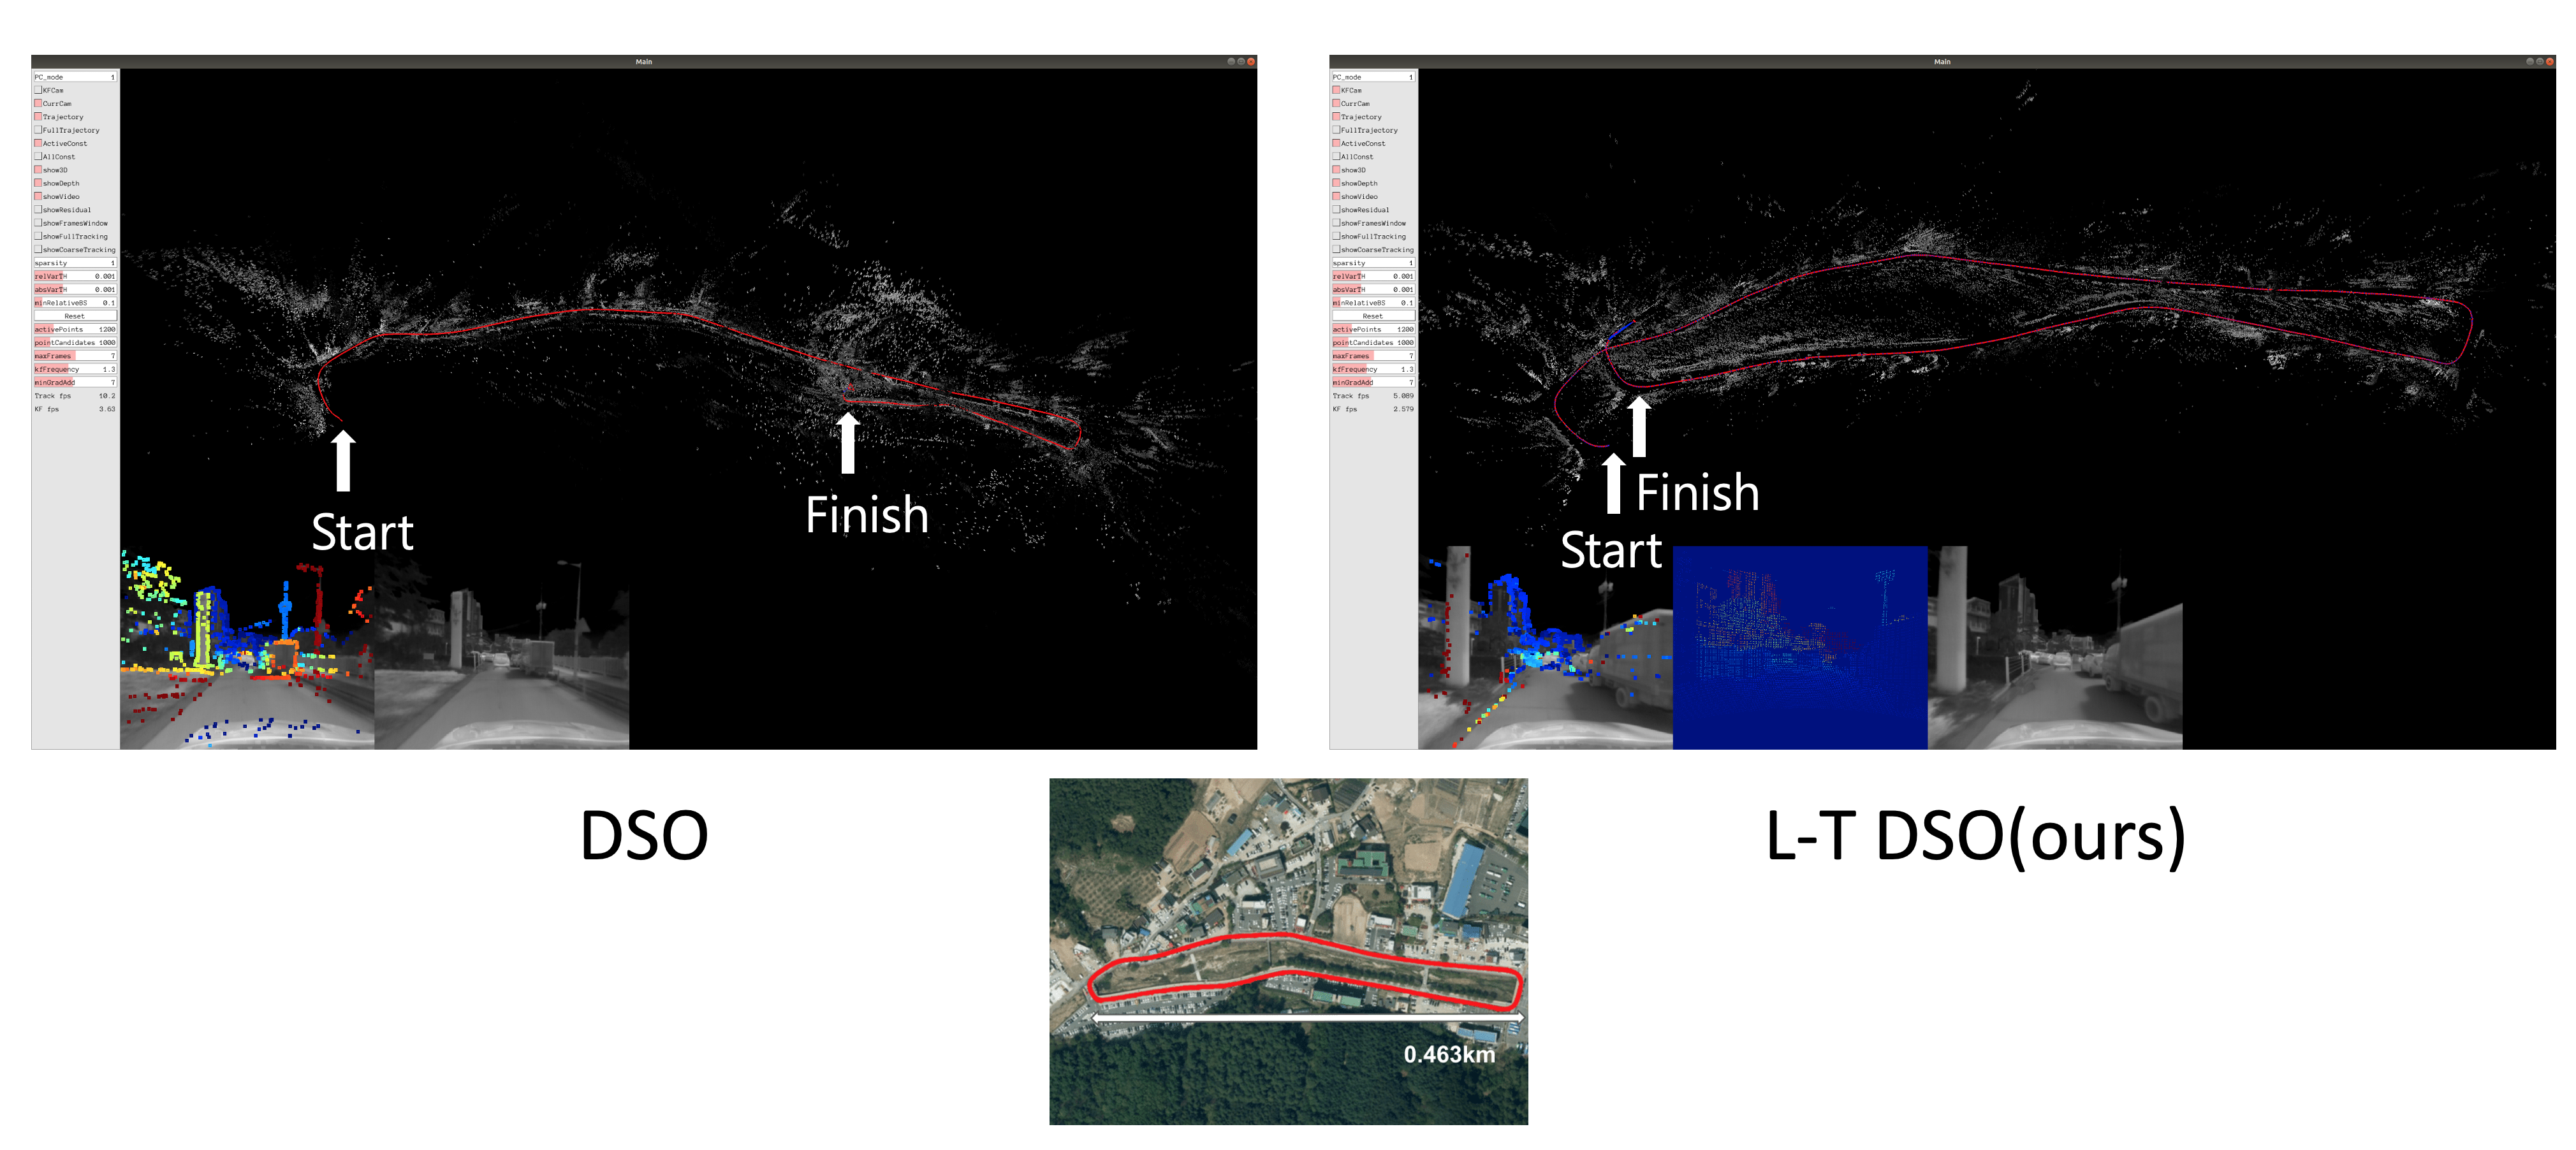 Main
PC_mode 1
KFCam
CurrCam
Trajectory
FullTrajectory
ActiveConst
AllConst
show3D
showDepth
showVideo
showResidual
showFramesWindow
showFullTracking
showCoarseTracking
sparsity 1
relVarTH 0.001
absVarTH 0.001
minRelativeBS 0.1
Reset
activePoints 1200
pointCandidates 1000
maxFrames 7
kfFrequency 1.3
minGradAdd 7
Track fps 10.2
KF fps 3.63
Start
Finish
Main
PC_mode 1
KFCam
CurrCam
Trajectory
FullTrajectory
ActiveConst
AllConst
show3D
showDepth
showVideo
showResidual
showFramesWindow
showFullTracking
showCoarseTracking
sparsity 1
relVarTH 0.001
absVarTH 0.001
minRelativeBS 0.1
Reset
activePoints 1200
pointCandidates 1000
maxFrames 7
kfFrequency 1.3
minGradAdd 7
Track fps 5.089
KF fps 2.579
Finish
Start
DSO
L-T DSO(ours)
0.463km